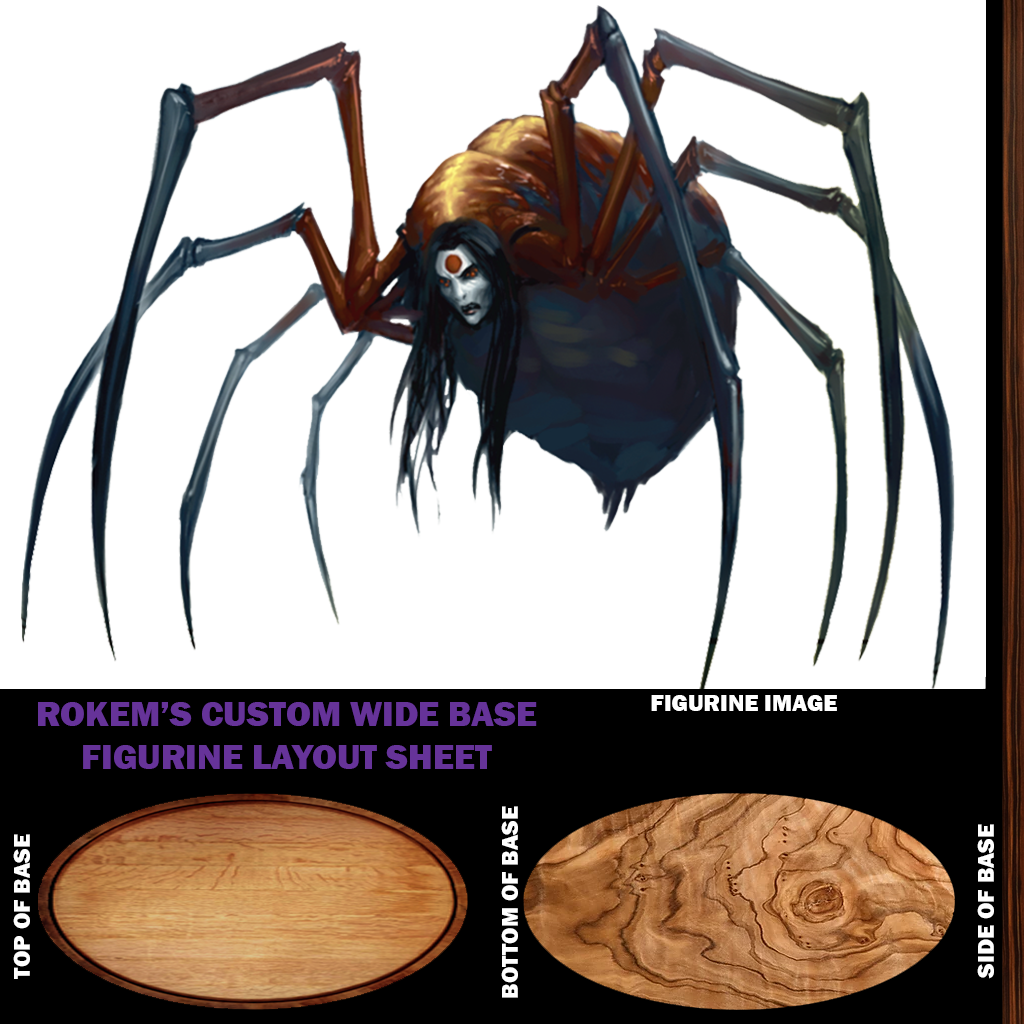 FIGURINE IMAGE
ROKEM’S CUSTOM WIDE BASE
FIGURINE LAYOUT SHEET
TOP OF BASE
BOTTOM OF BASE
SIDE OF BASE